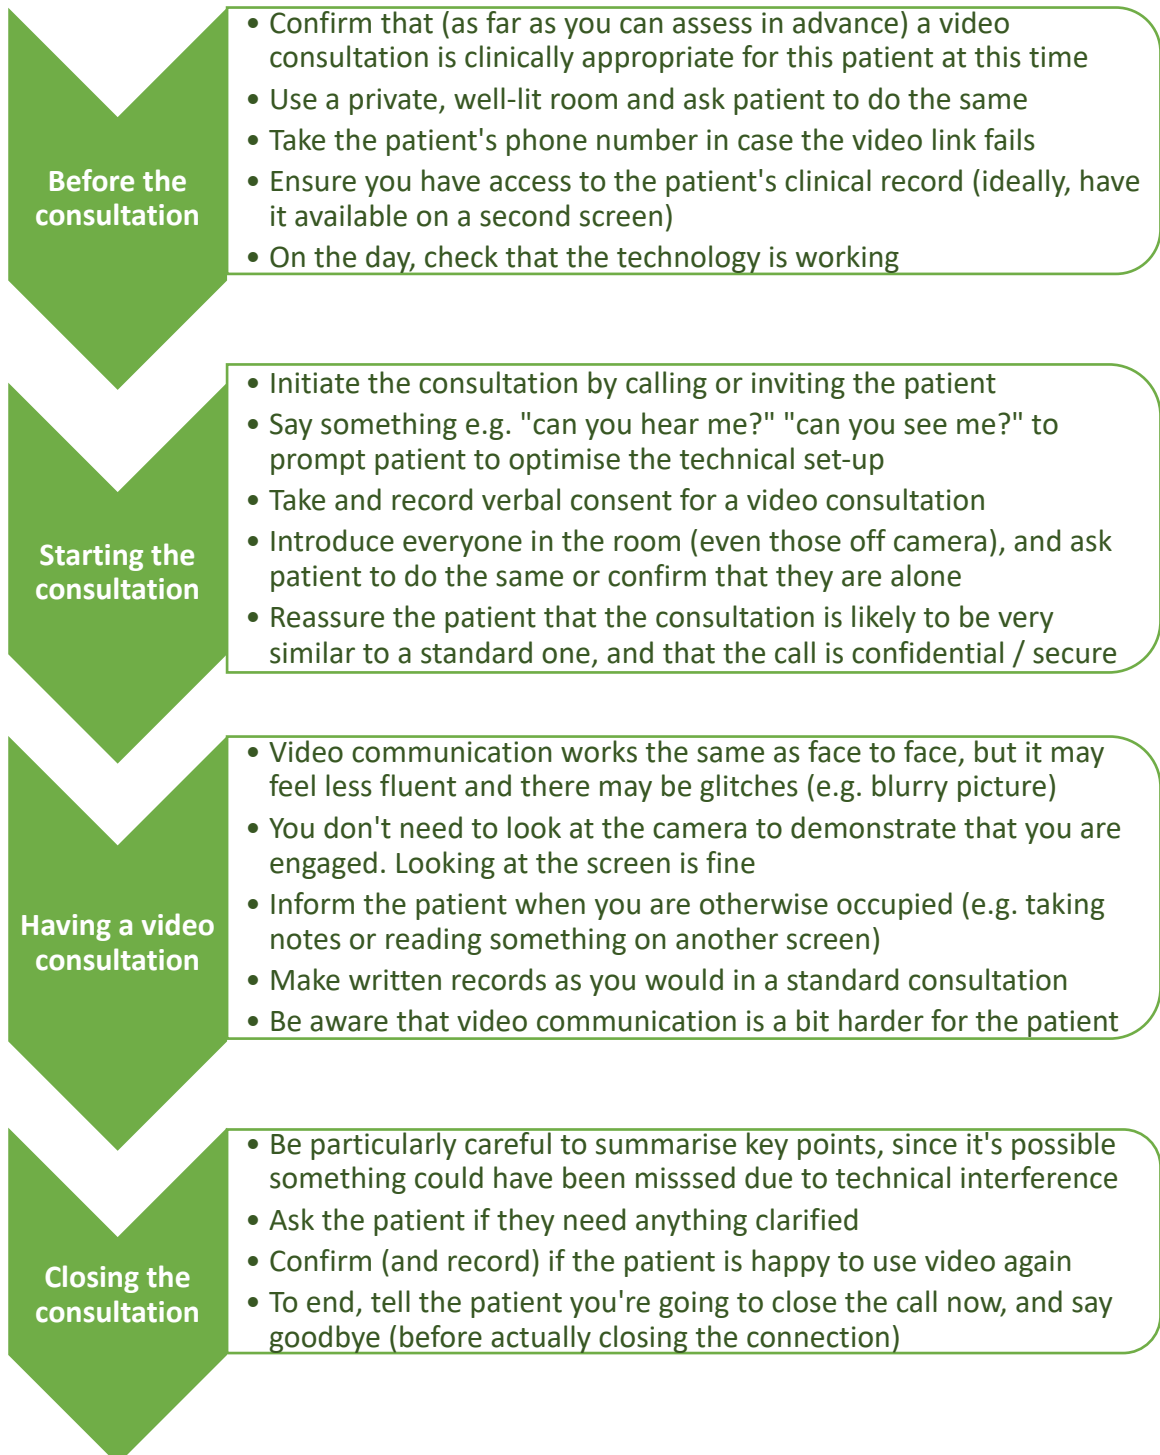 Before the
consultation
• Confirm that (as far as you can assess in advance) a video
consultation is clinically appropriate for this patient at this time
• Use a private, well-lit room and ask patient to do the same
• Take the patient's phone number in case the video link fails
• Ensure you have access to the patient's clinical record (ideally, have
it available on a second screen)
• On the day, check that the technology is working
Starting the
consultation
• Initiate the consultation by calling or inviting the patient
• Say something e.g. "can you hear me?" "can you see me?" to
prompt patient to optimise the technical set-up
• Take and record verbal consent for a video consultation
• Introduce everyone in the room (even those off camera), and ask
patient to do the same or confirm that they are alone
• Reassure the patient that the consultation is likely to be very
similar to a standard one, and that the call is confidential / secure
Having a video
consultation
• Video communication works the same as face to face, but it may
feel less fluent and there may be glitches (e.g. blurry picture)
• You don't need to look at the camera to demonstrate that you are
engaged. Looking at the screen is fine
• Inform the patient when you are otherwise occupied (e.g. taking
notes or reading something on another screen)
• Make written records as you would in a standard consultation
• Be aware that video communication is a bit harder for the patient
Closing the
consultation
• Be particularly careful to summarise key points, since it's possible
something could have been misssed due to technical interference
• Ask the patient if they need anything clarified
• Confirm (and record) if the patient is happy to use video again
• To end, tell the patient you're going to close the call now, and say
goodbye (before actually closing the connection)